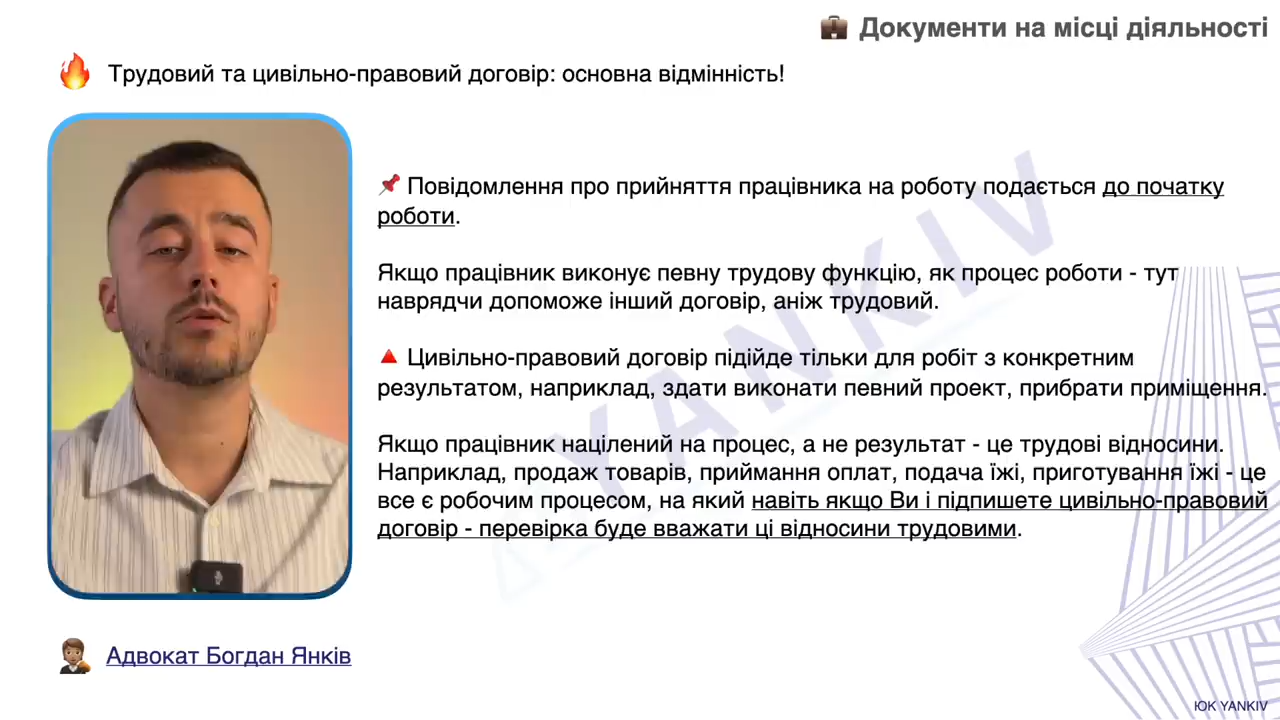 Документи на місці діяльності
Трудовий та цивільно-правовий договір: основна відмінність!
Повідомлення про прийняття працівника на роботу подається до початку
роботи.
Якщо працівник виконує певну трудову функцію, як процес роботи - тут
наврядчи допоможе інший договір, аніж трудовий.
Цивільно-правовий договір підійде тільки для робіт з конкретним
результатом, наприклад, здати виконати певний проект, прибрати приміщення.
Якщо працівник націлений на процес, а не результат - це трудові відносини.
Наприклад, продаж товарів, приймання оплат, подача їжі, приготування їжі - це
все є робочим процесом, на який навіть якщо Ви і підпишете цивільно-правовий
договір - перевірка буде вважати ці відносини трудовими.
YANKIV
Адвокат Богдан Янків
ЮК YANKIV